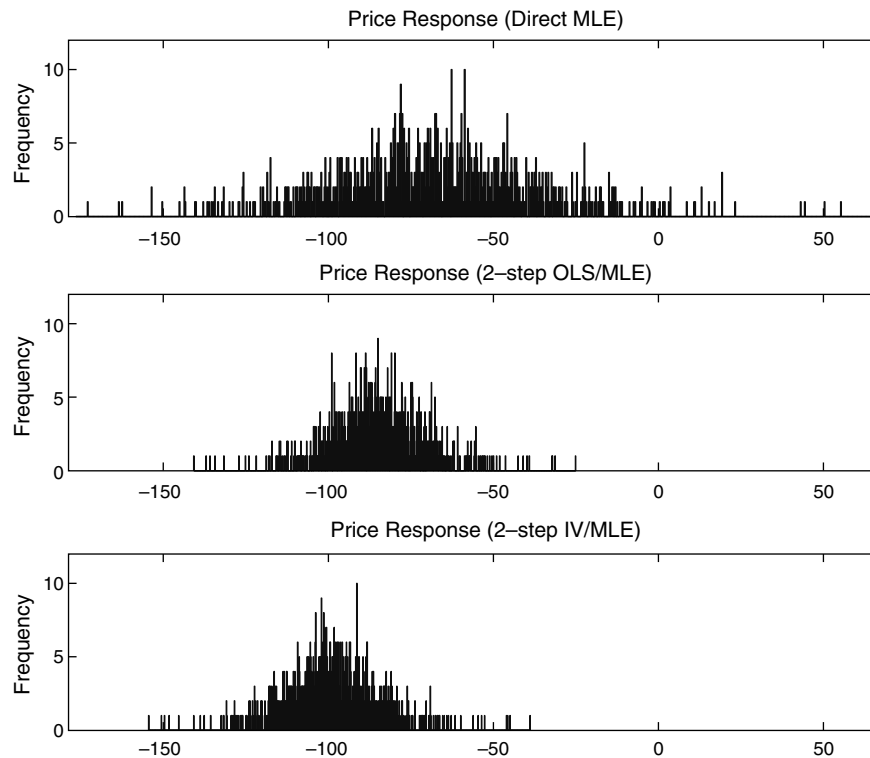 Price Response (Direct MLE)
Frequency
10
5
0
−150 −100 −50 0 50
Price Response (2−step OLS/MLE)
Frequency
10
5
0
−150 −100 −50 0 50
Price Response (2−step IV/MLE)
Frequency
10
5
0
−150 −100 −50 0 50